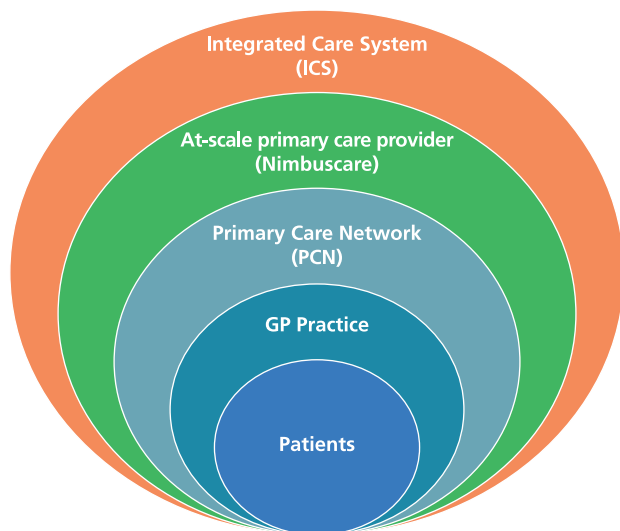 Integrated Care System
(ICS)
At-scale primary care provider
(Nimbuscare)
Primary Care Network
(PCN)
GP Practice
Patients